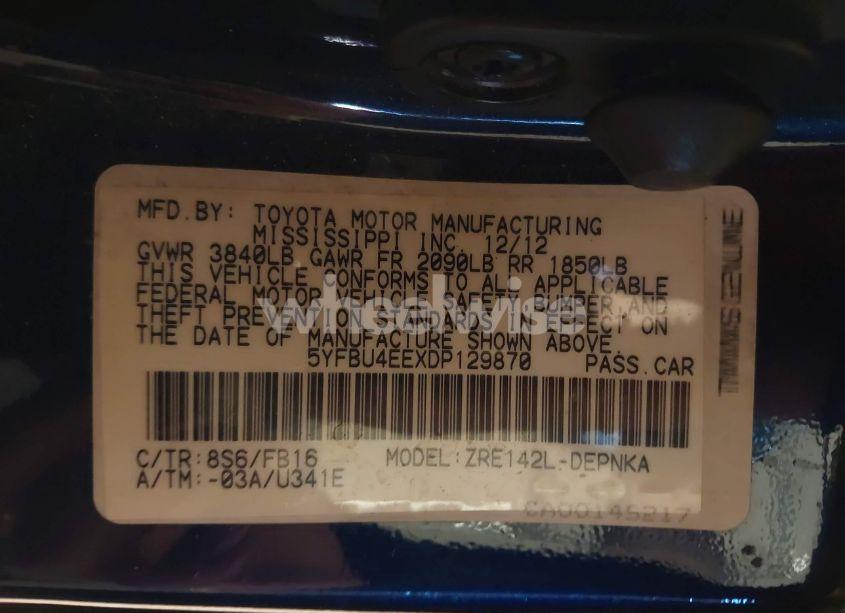 MFD.BY: TOYOTA MOTOR MANUFACTURING
MISSISSIPPI INC. 12/12
GVWR 3840LB GAWR FR 2090LB RR 1850LB
THIS VEHICLE CONFORMS TO ALL APPLICABLE
FEDERAL MOTOR VEHICLE SAFETY, BUMPER, AND
THEFT PREVENTION STANDARDS IN EFFECT ON
THE DATE OF MANUFACTURE SHOWN ABOVE.
5YFBU4EEXDP129870 PASS.CAR
C/TR:8S6/FB16 MODEL:ZRE142L-DEPNKA
A/TM:-03A/U341E
CA00145217
wheelwise